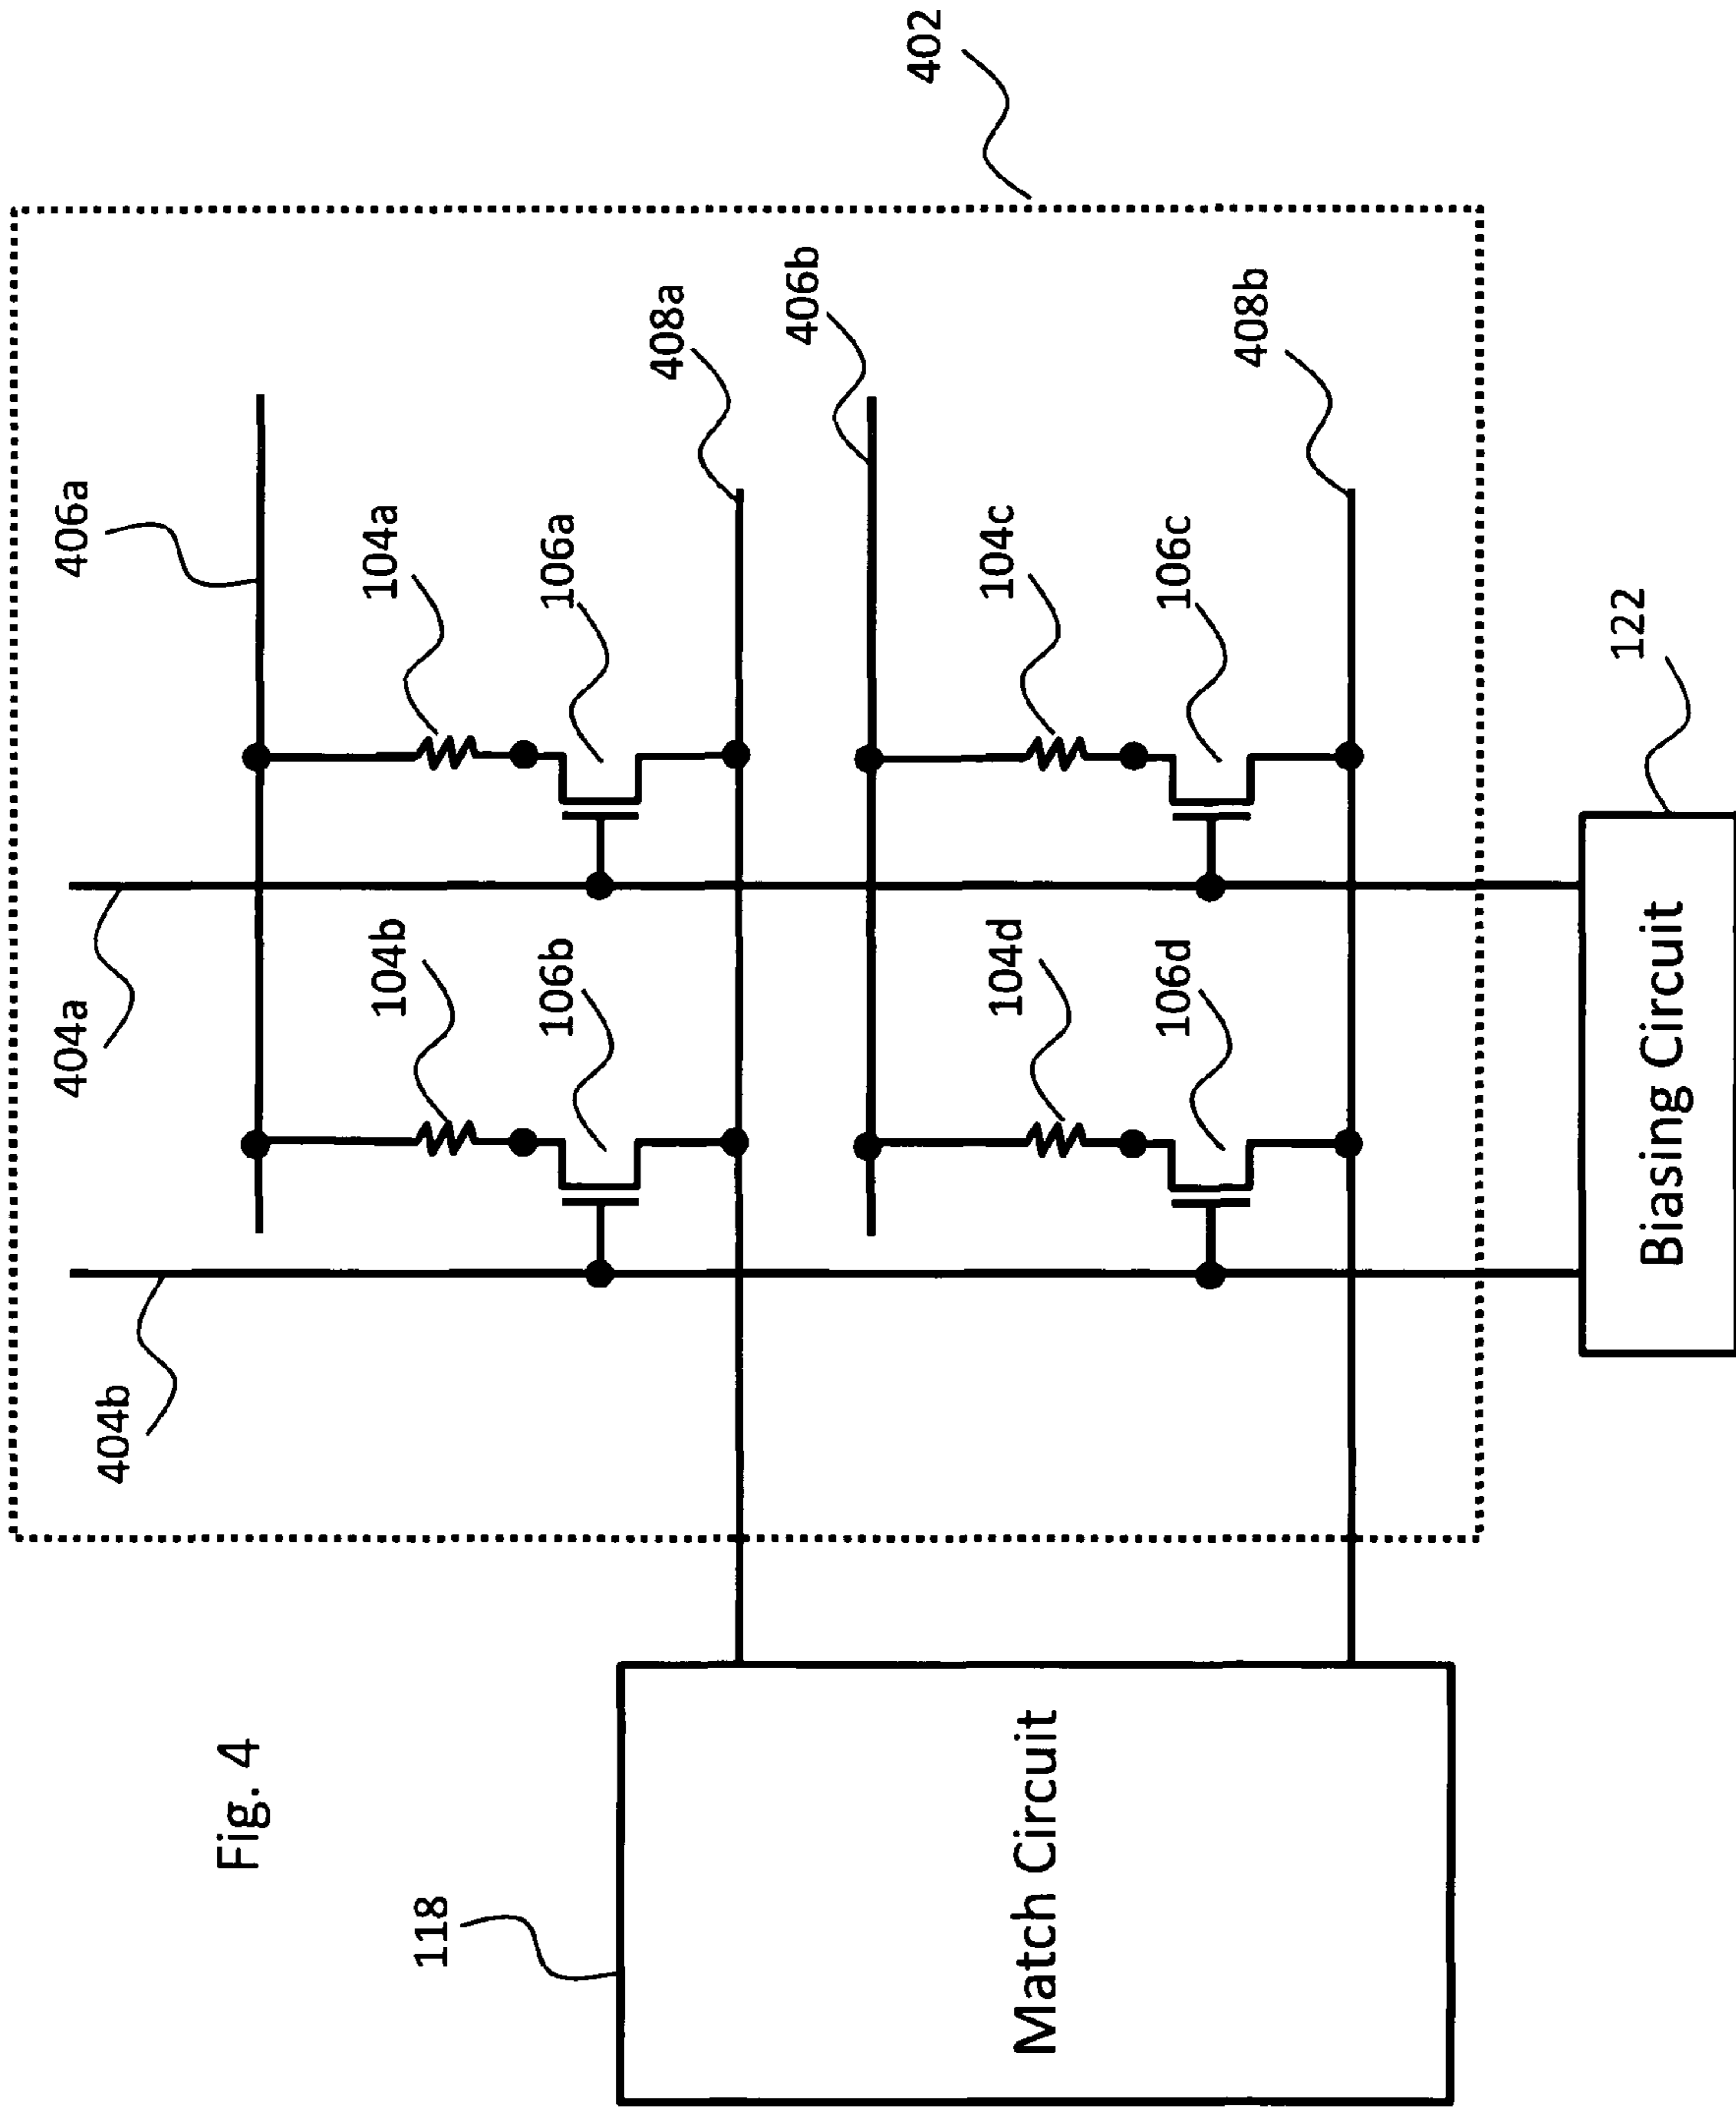 Fig. 4
402
404b
404a
406a
104b
104a
106b
106a
408a
406b
104d
104c
106d
106c
408b
118
Match Circuit
122
Biasing Circuit